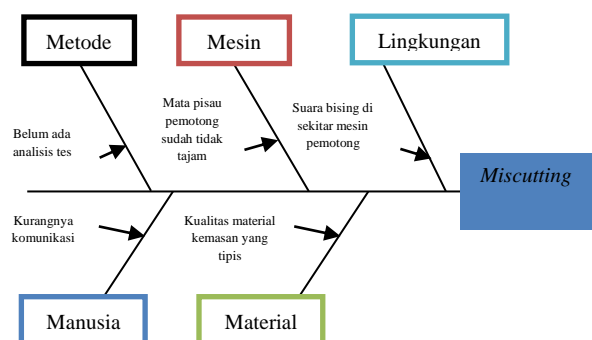 Metode
Mesin
Lingkungan
Belum ada
analisis tes
Mata pisau
pemotong
sudah tidak
tajam
Suara bising di
sekitar mesin
pemotong
Miscutting
Kurangnya
komunikasi
Kualitas material
kemasan yang
tipis
Manusia
Material